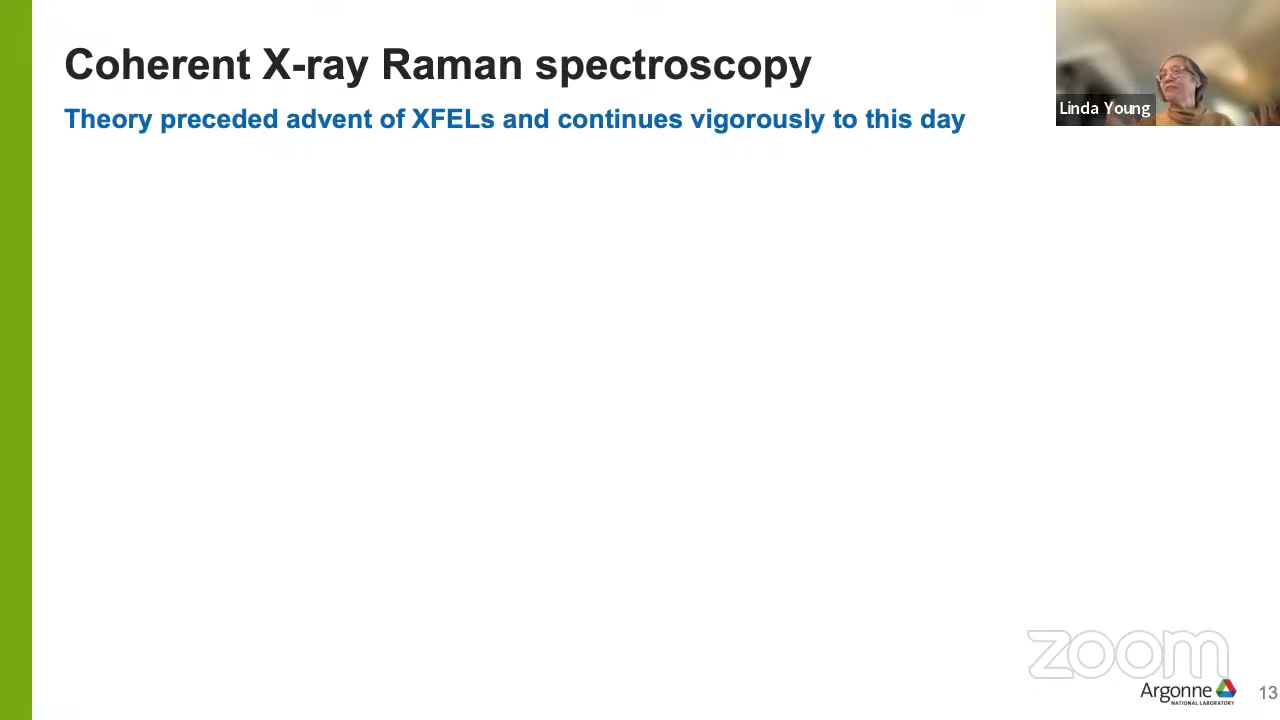 Coherent X-ray Raman spectroscopy
Theory preceded advent of XFELs and continues vigorously to this day
Linda Young
zoom
Argonne
NATIONAL LABORATORY
13